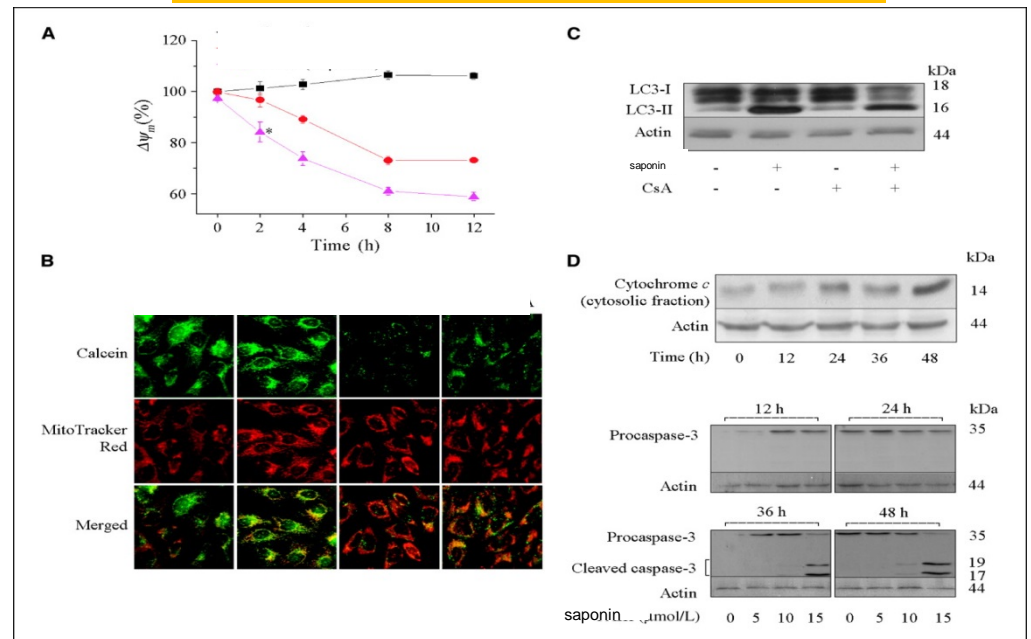 A
120
100
80
60
Δψm(%)
*
0 2 4 6 8 10 12
Time (h)
B
Calcein
MitoTracker
Red
Merged
C
kDa
LC3-I 18
LC3-II 16
Actin 44
saponin - + - +
CsA - - + +
D
kDa
Cytochrome c 14
(cytosolic fraction)
Actin 44
Time (h) 0 12 24 36 48
12 h 24 h kDa
Procaspase-3 35
Actin 44
36 h 48 h
Procaspase-3 35
Cleaved caspase-3 19
17
Actin 44
saponin (μmol/L) 0 5 10 15 0 5 10 15